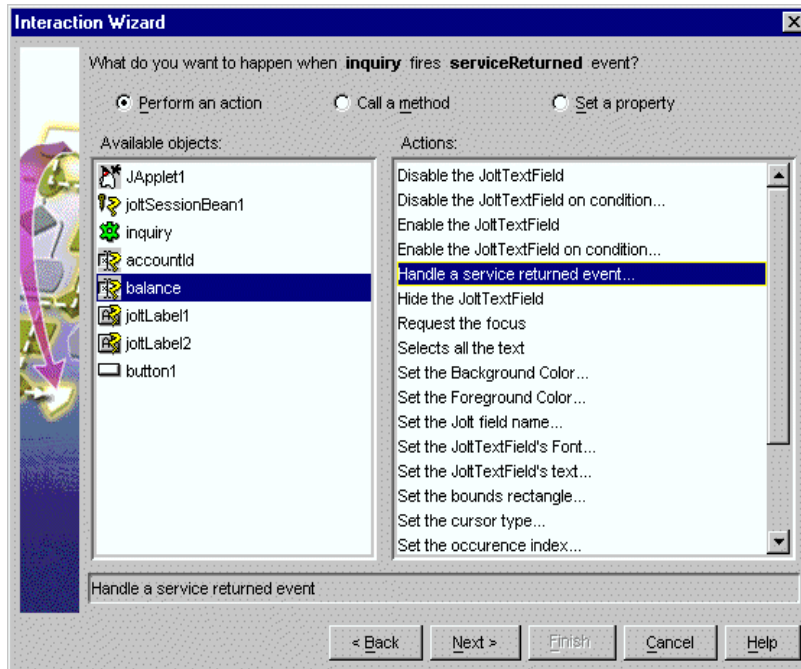 Interaction Wizard
What do you want to happen when inquiry fires serviceReturned event?
Perform an action
Call a method
Set a property
Available objects:
JApplet1
joltSessionBean1
inquiry
accountId
balance
joltLabel1
joltLabel2
button1
Actions:
Disable the JoltTextField
Disable the JoltTextField on condition...
Enable the JoltTextField
Enable the JoltTextField on condition...
Handle a service returned event...
Hide the JoltTextField
Request the focus
Selects all the text
Set the Background Color...
Set the Foreground Color...
Set the Jolt field name...
Set the JoltTextField's Font...
Set the JoltTextField's text...
Set the bounds rectangle...
Set the cursor type...
Set the occurence index...
Handle a service returned event
< Back
Next >
Finish
Cancel
Help